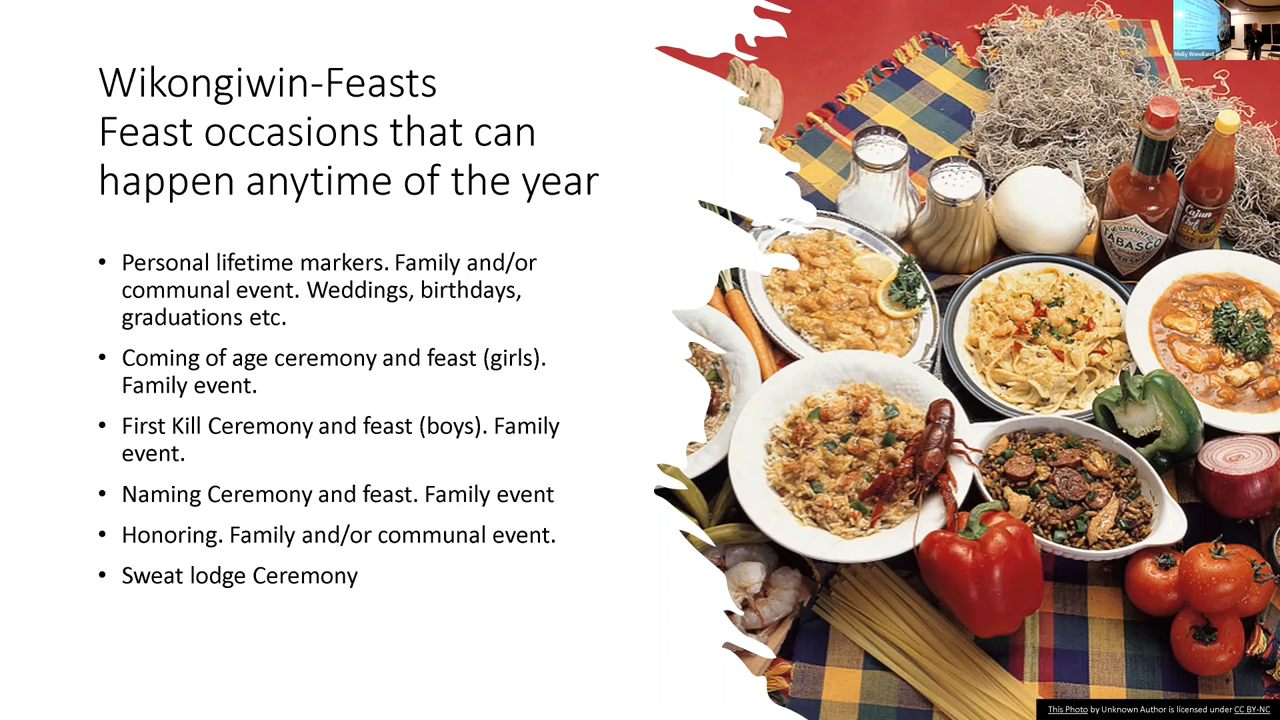 Wikongiwin-Feasts
Feast occasions that can
happen anytime of the year
• Personal lifetime markers. Family and/or
communal event. Weddings, birthdays,
graduations etc.
• Coming of age ceremony and feast (girls).
Family event.
• First Kill Ceremony and feast (boys). Family
event.
• Naming Ceremony and feast. Family event
• Honoring. Family and/or communal event.
• Sweat lodge Ceremony
Molly Wendland
TABASCO
Cajun
Chef
This Photo by Unknown Author is licensed under CC BY-NC